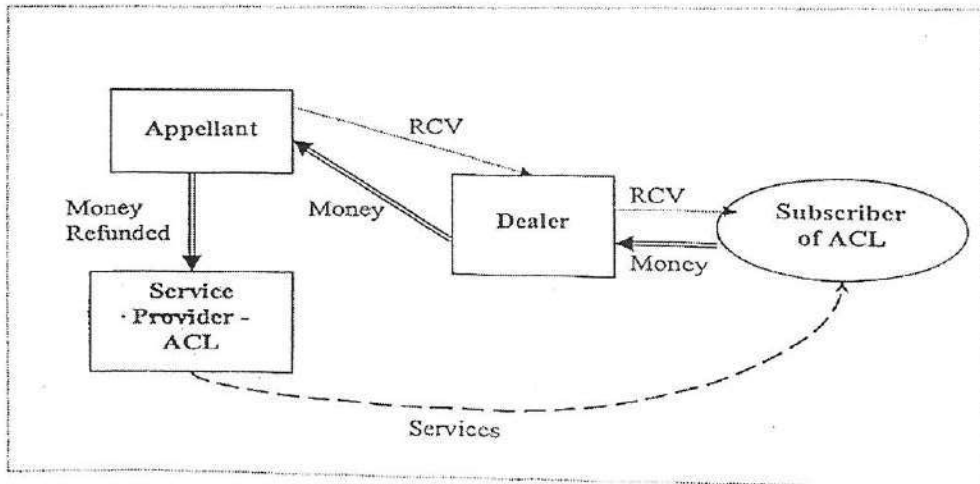 Appellant
RCV
Money
Refunded
Money
Dealer
RCV
Money
Subscriber
of ACL
Service
Provider -
ACL
Services